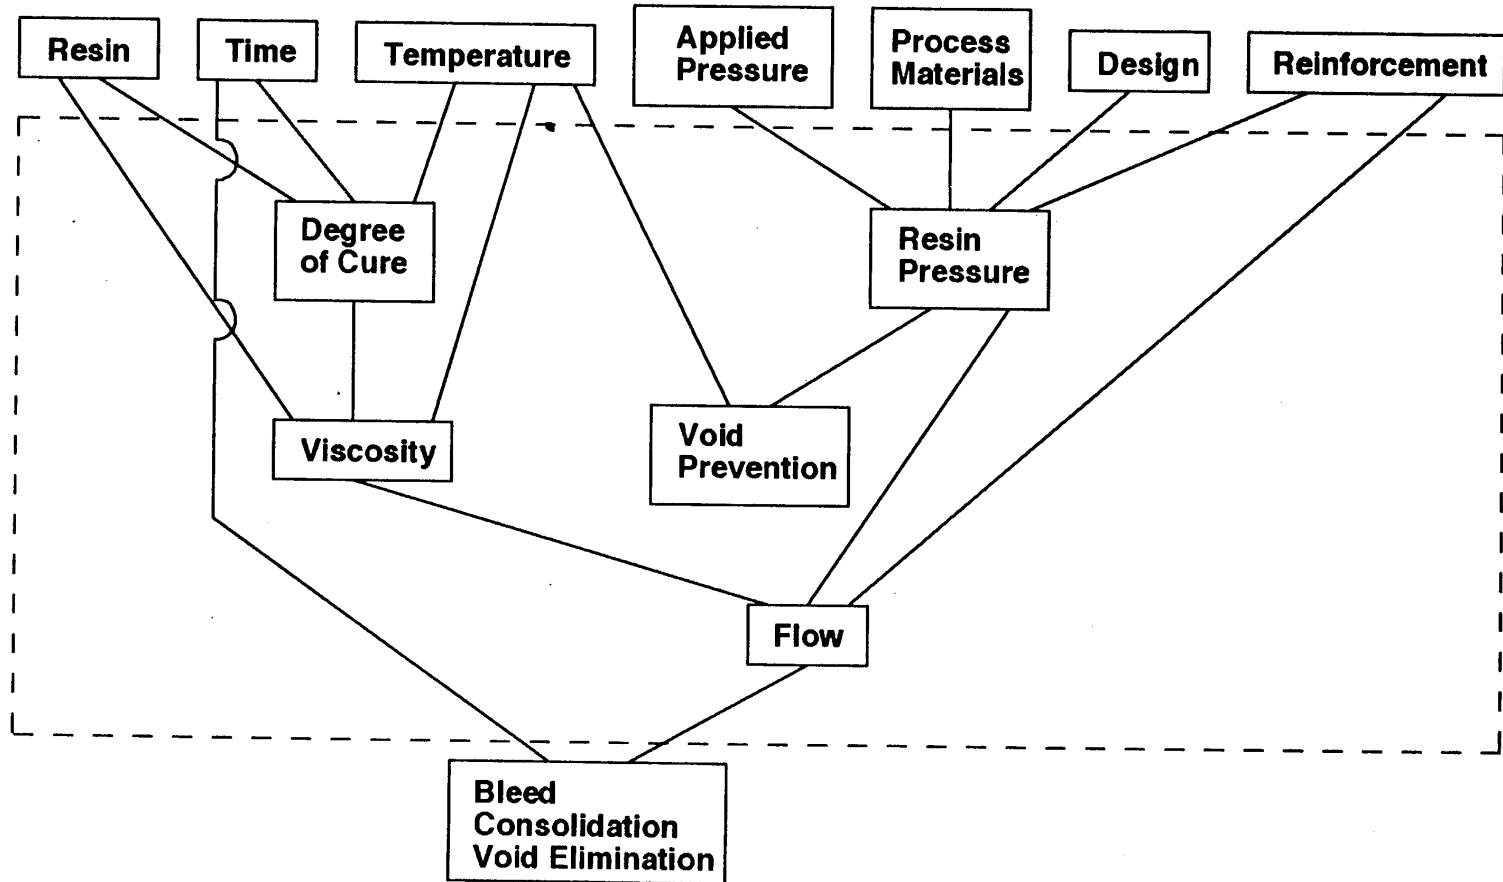 Resin
Time
Temperature
Applied
Pressure
Process
Materials
Design
Reinforcement
Degree
of Cure
Resin
Pressure
Viscosity
Void
Prevention
Flow
Bleed
Consolidation
Void Elimination